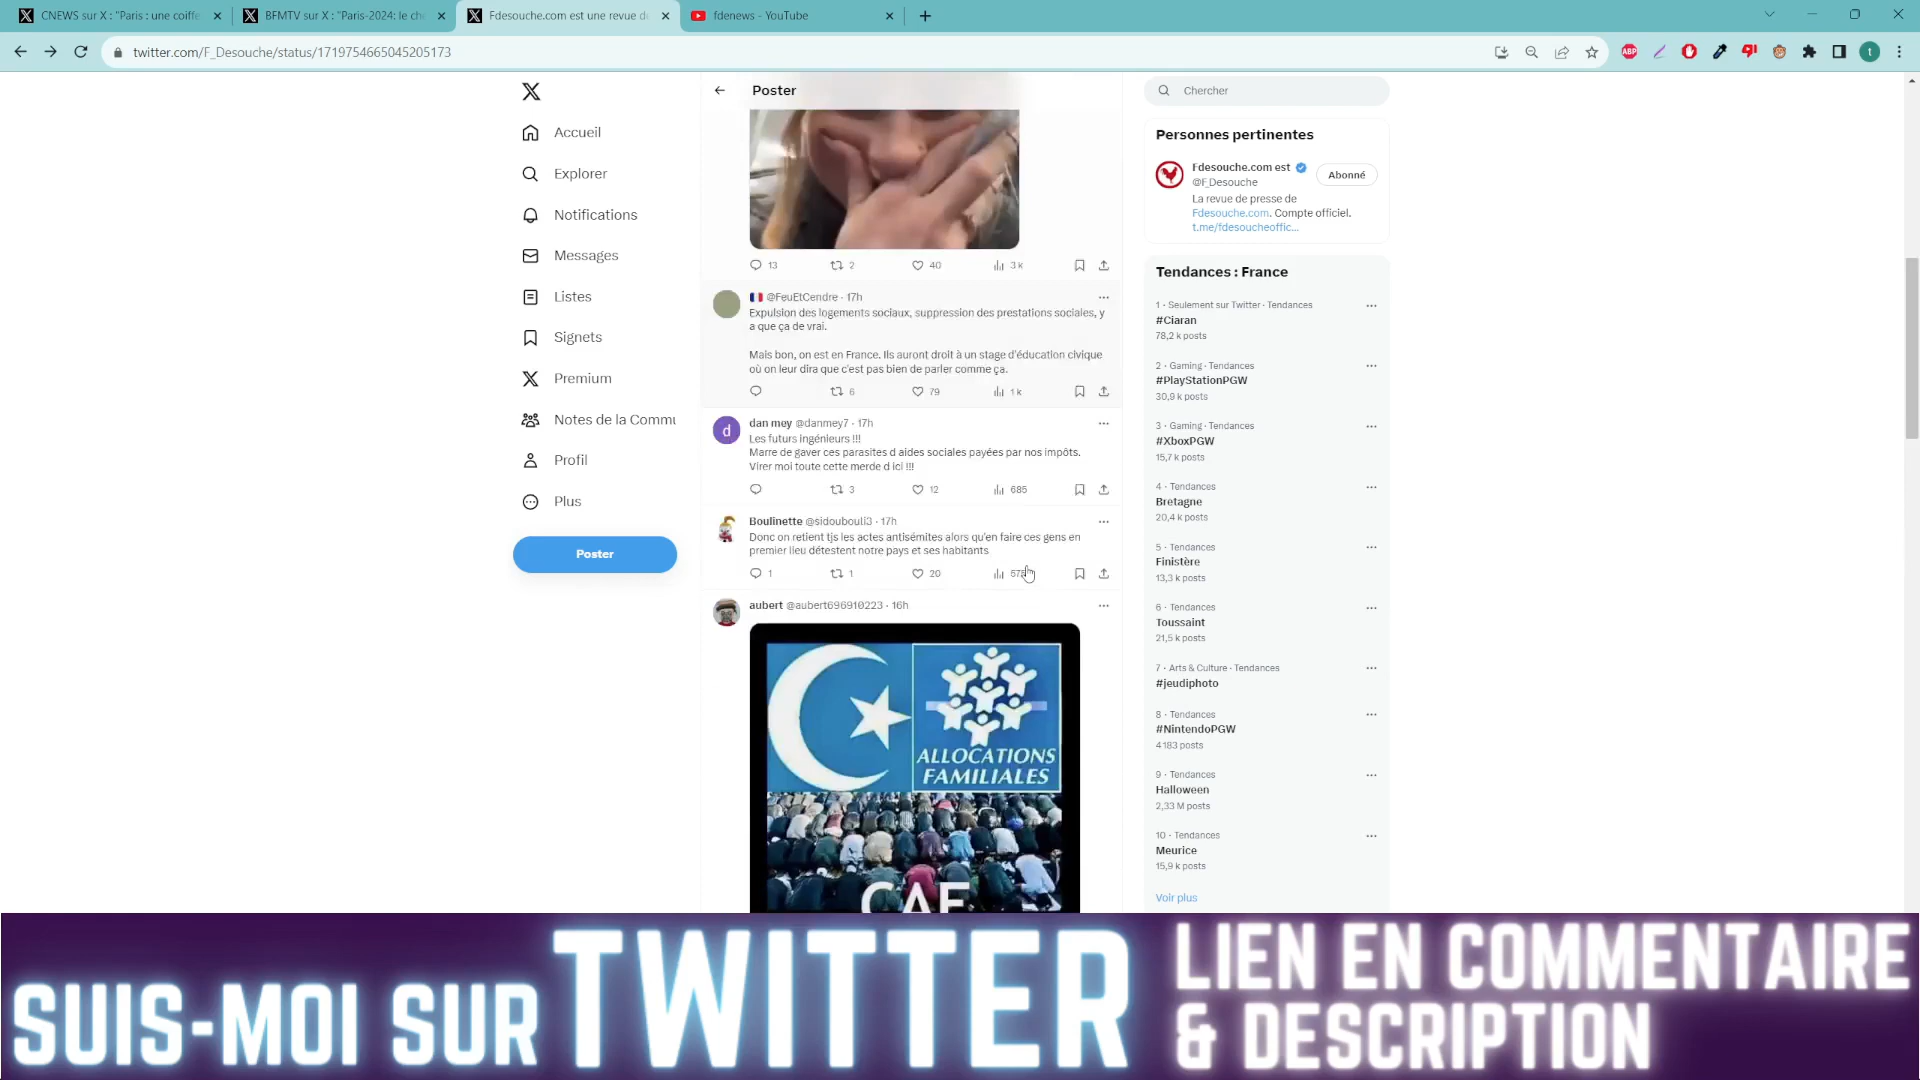 CNEWS sur X : "Paris : une coiffe
BFMTV sur X : "Paris-2024: le ch
Fdesouche.com est une revue de
fdenews - YouTube
twitter.com/F_Desouche/status/1719754665045205173
ABP
t
Accueil
Explorer
Notifications
Messages
Listes
Signets
Premium
Notes de la Commu
Profil
Plus
Poster
Poster
13 2 40 3 k
@FeuEtCendre · 17h
Expulsion des logements sociaux, suppression des prestations sociales, y
a que ça de vrai.
Mais bon, on est en France. Ils auront droit à un stage d'éducation civique
où on leur dira que c'est pas bien de parler comme ça.
6 79 1 k
d
dan mey @danmey7 · 17h
Les futurs ingénieurs !!!
Marre de gaver ces parasites d aides sociales payées par nos impôts.
Virer moi toute cette merde d ici !!!
3 12 685
Boulinette @sidoubouli3 · 17h
Donc on retient tjs les actes antisémites alors qu'en faire ces gens en
premier lieu détestent notre pays et ses habitants
1 1 20
aubert @aubert696910223 · 16h
ALLOCATIONS
FAMILIALES
CAF
Chercher
Personnes pertinentes
Fdesouche.com est
Abonné
@F_Desouche
La revue de presse de
Fdesouche.com. Compte officiel.
t.me/fdesoucheoffic...
Tendances : France
1 · Seulement sur Twitter · Tendances
#Ciaran
78,2 k posts
2 · Gaming · Tendances
#PlayStationPGW
30,9 k posts
3 · Gaming · Tendances
#XboxPGW
15,7 k posts
4 · Tendances
Bretagne
20,4 k posts
5 · Tendances
Finistère
13,3 k posts
6 · Tendances
Toussaint
21,5 k posts
7 · Arts & Culture · Tendances
#jeudiphoto
8 · Tendances
#NintendoPGW
4 183 posts
9 · Tendances
Halloween
2,33 M posts
10 · Tendances
Meurice
15,9 k posts
Voir plus
SUIS-MOI SUR TWITTER
LIEN EN COMMENTAIRE
& DESCRIPTION